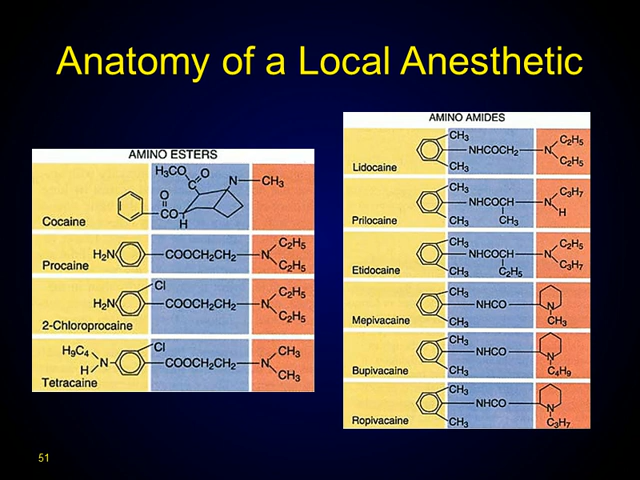 Anatomy of a Local Anesthetic
AMINO ESTERS
H₃CO O
N CH₃
O
CO
H
Cocaine
H₂N COOCH₂CH₂ N C₂H₅
C₂H₅
Procaine
Cl
H₂N COOCH₂CH₂ N C₂H₅
C₂H₅
2-Chloroprocaine
H₉C₄ Cl
N COOCH₂CH₂ N CH₃
H CH₃
Tetracaine
AMINO AMIDES
CH₃ C₂H₅
NHCOCH₂ N
CH₃ C₂H₅
Lidocaine
CH₃ C₃H₇
NHCOCH N
CH₃ CH₃ H
Prilocaine
CH₃ C₂H₅
NHCOCH N
CH₃ C₂H₅ C₃H₇
Etidocaine
CH₃
NHCO N
CH₃ CH₃
Mepivacaine
CH₃
NHCO N
CH₃ C₄H₉
Bupivacaine
CH₃
NHCO N
CH₃ C₃H₇
Ropivacaine
51